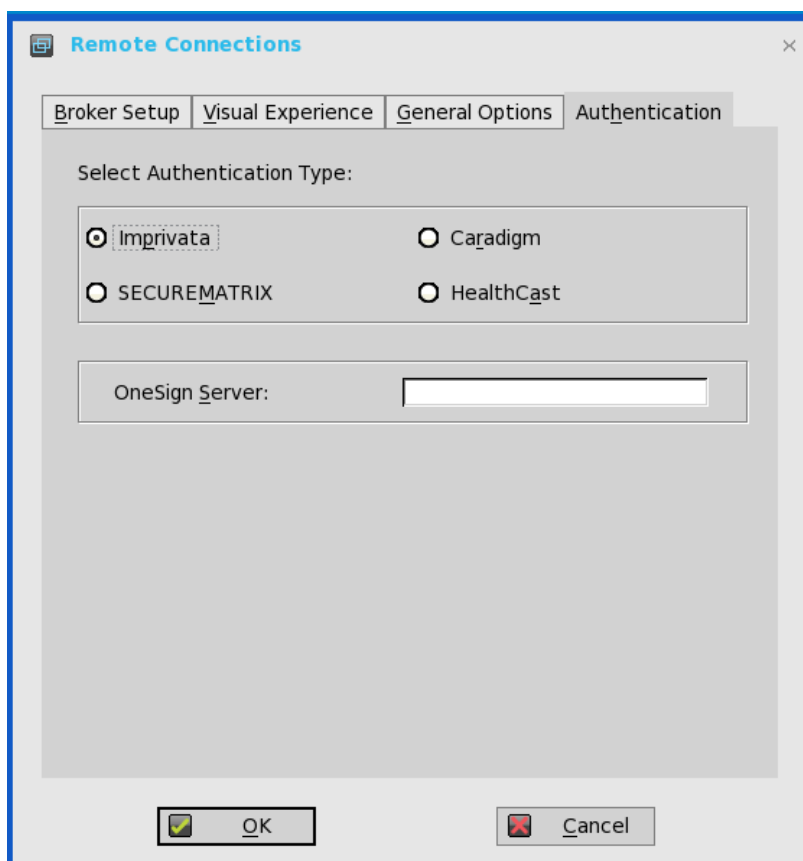 Remote Connections
Broker Setup Visual Experience General Options Authentication
Select Authentication Type:
Imprivata Caradigm
SECUREMATRIX HealthCast
OneSign Server:
OK Cancel